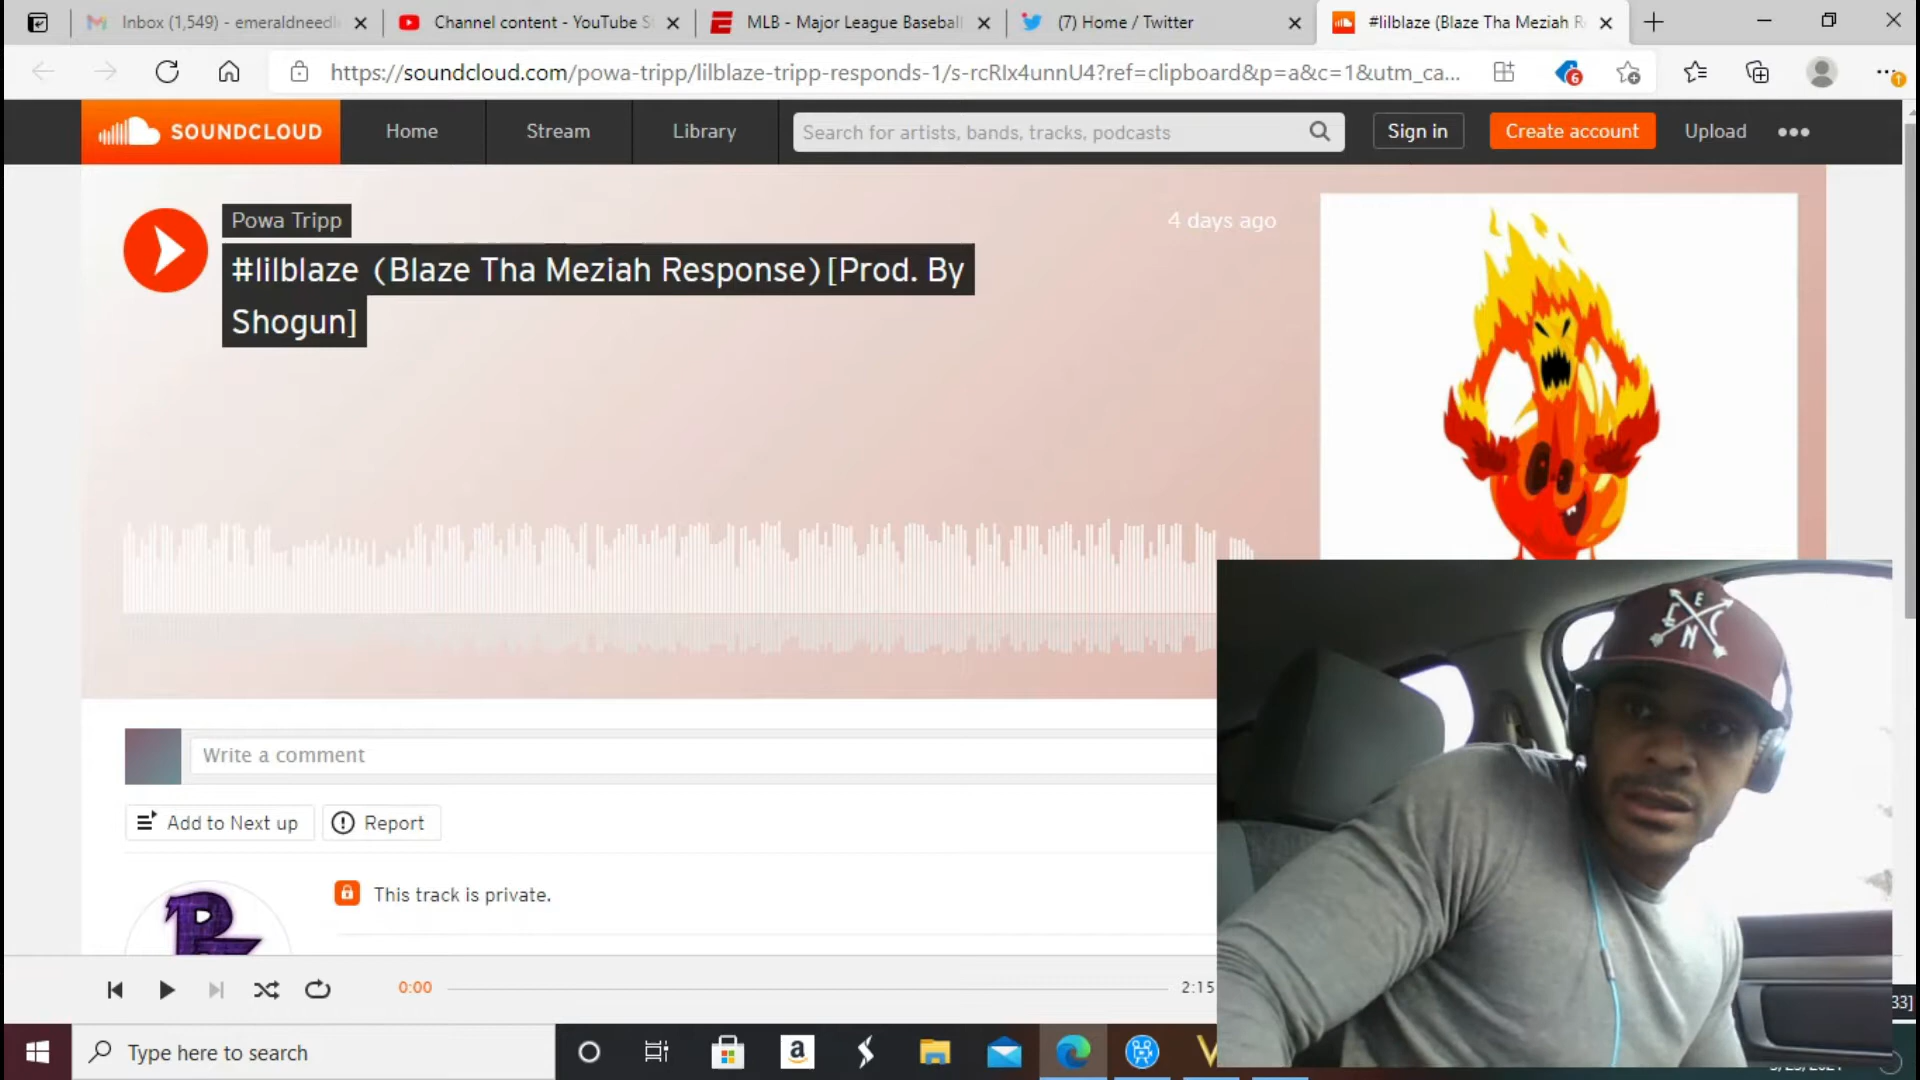 Inbox (1,549) - emeraldneedl
Channel content - YouTube S
MLB - Major League Baseball
(7) Home / Twitter
#lilblaze (Blaze Tha Meziah R
https://soundcloud.com/powa-tripp/lilblaze-tripp-responds-1/s-rcRIx4unnU4?ref=clipboard&p=a&c=1&utm_ca...
6
SOUNDCLOUD
Home
Stream
Library
Search for artists, bands, tracks, podcasts
Sign in
Create account
Upload
Powa Tripp
4 days ago
#lilblaze (Blaze Tha Meziah Response)[Prod. By
Shogun]
Write a comment
Add to Next up
Report
This track is private.
0:00
2:15
33]
Type here to search